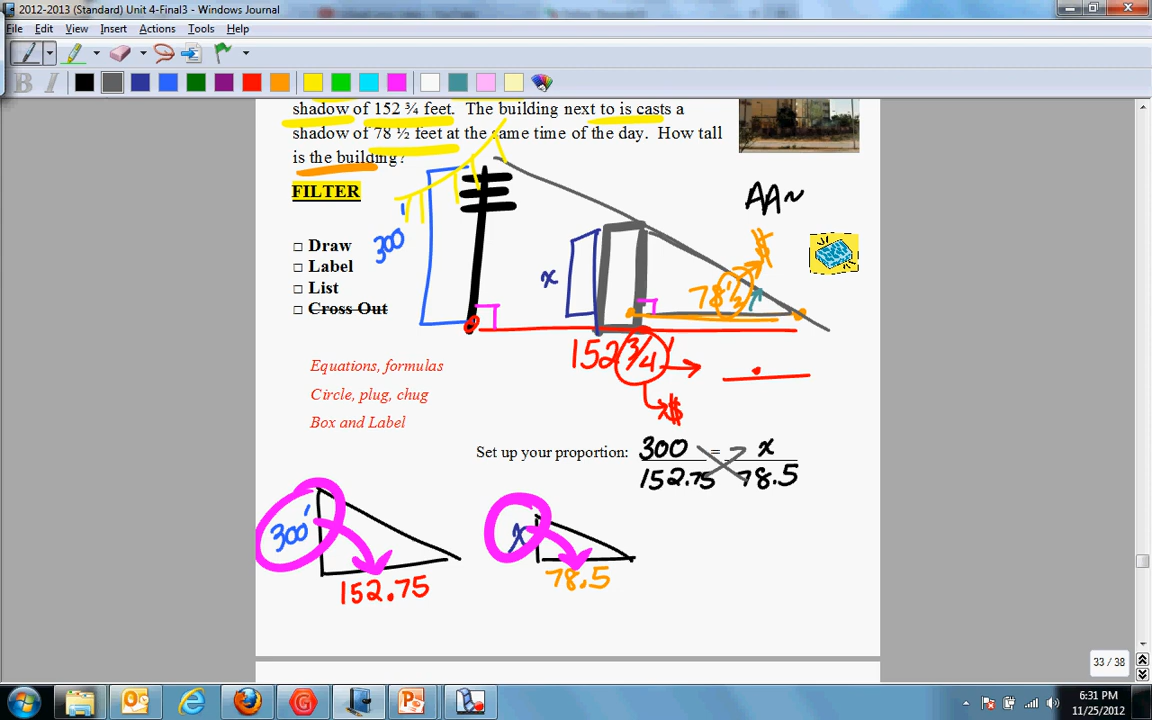 2012-2013 (Standard) Unit 4-Final3 - Windows Journal
File Edit View Insert Actions Tools Help
B I
shadow of 152 ¾ feet. The building next to is casts a
shadow of 78 ½ feet at the same time of the day. How tall
is the building?
FILTER
AA~
300'
□ Draw
□ Label
□ List
□ Cross Out
x
78 ½
$
152 3/4'
$
Equations, formulas
Circle, plug, chug
Box and Label
Set up your proportion: 300 = x
152.75 78.5
300'
x
152.75
78.5
33 / 38
6:31 PM
11/25/2012